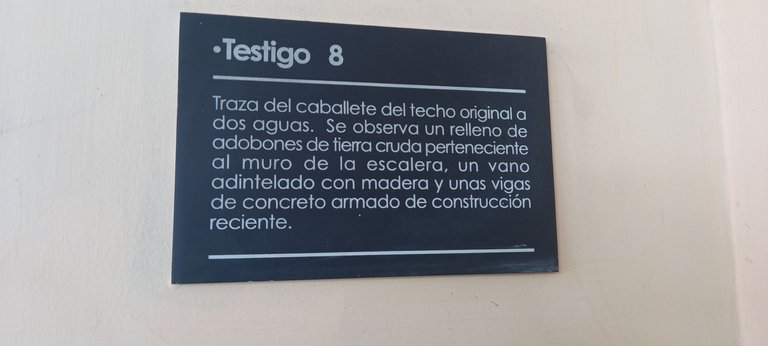 •Testigo 8
Traza del caballete del techo original a
dos aguas. Se observa un relleno de
adobones de tierra cruda perteneciente
al muro de la escalera, un vano
adintelado con madera y unas vigas
de concreto armado de construcción
reciente.